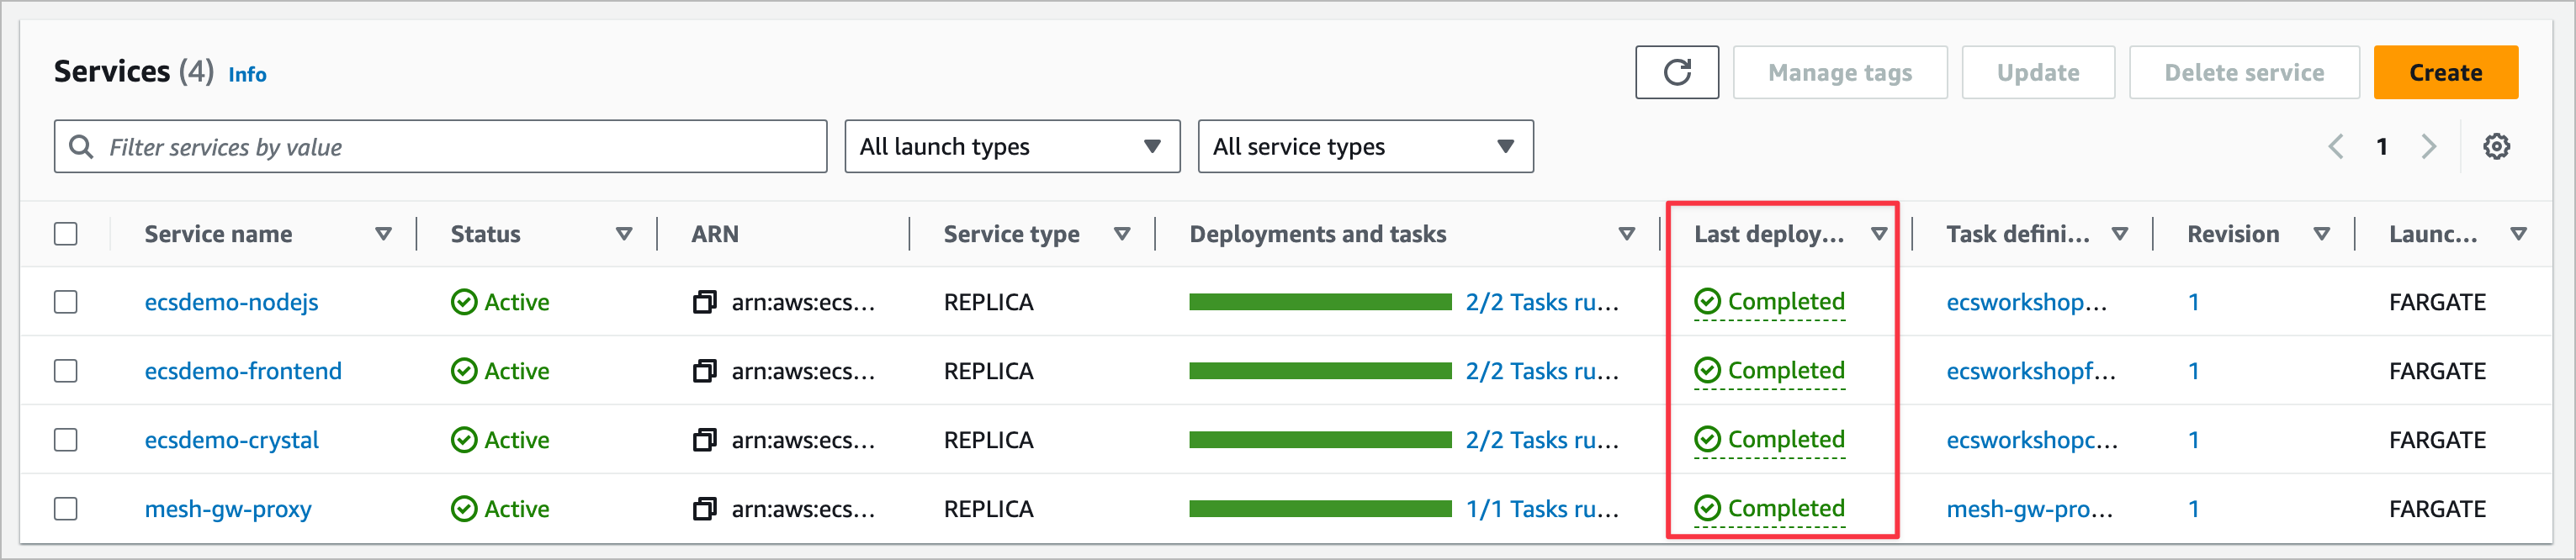 Services (4) Info
Manage tags Update Delete service Create
Filter services by value All launch types All service types 1
Service name Status ARN Service type Deployments and tasks Last deploy... Task defini... Revision Launc...
ecsdemo-nodejs Active arn:aws:ecs... REPLICA 2/2 Tasks ru... Completed ecsworkshop... 1 FARGATE
ecsdemo-frontend Active arn:aws:ecs... REPLICA 2/2 Tasks ru... Completed ecsworkshopf... 1 FARGATE
ecsdemo-crystal Active arn:aws:ecs... REPLICA 2/2 Tasks ru... Completed ecsworkshopc... 1 FARGATE
mesh-gw-proxy Active arn:aws:ecs... REPLICA 1/1 Tasks ru... Completed mesh-gw-pro... 1 FARGATE